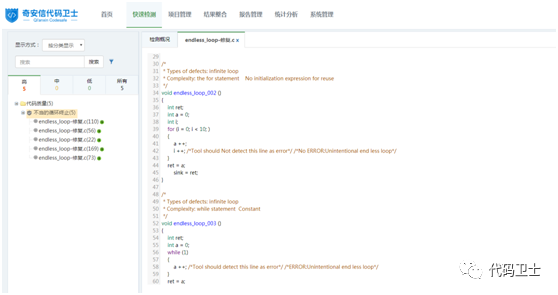 奇安信代码卫士
Qi'anxin Codesafe
首页
快速检测
项目管理
结果整合
报告管理
统计分析
系统管理
显示方式：
缺陷类显示
搜索
搜索
高
5
中
0
低
0
所有
5
代码质量(5)
不当的循环终止(5)
endless_loop-修复.c(110)
endless_loop-修复.c(56)
endless_loop-修复.c(22)
endless_loop-修复.c(169)
endless_loop-修复.c(73)
检测概况
endless_loop-修复.c x
29
30 /*
31 * Types of defects: infinite loop
32 * Complexity: the for statement No initialization expression for reuse
33 */
34 void endless_loop_002 ()
35 {
36 int ret;
37 int a = 0;
38 int i;
39 for (i = 0; i < 10; )
40 {
41 a ++;
42 i ++; /*Tool should Not detect this line as error*/ /*No ERROR:Unintentional end less loop*/
43 }
44 ret = a;
45 sink = ret;
46 }
47
48 /*
49 * Types of defects: infinite loop
50 * Complexity: while statement Constant
51 */
52 void endless_loop_003 ()
53 {
54 int ret;
55 int a = 0;
56 while (1)
57 {
58 a ++; /*Tool should detect this line as error*/ /*ERROR:Unintentional end less loop*/
59 }
60 ret = a;
代码卫士